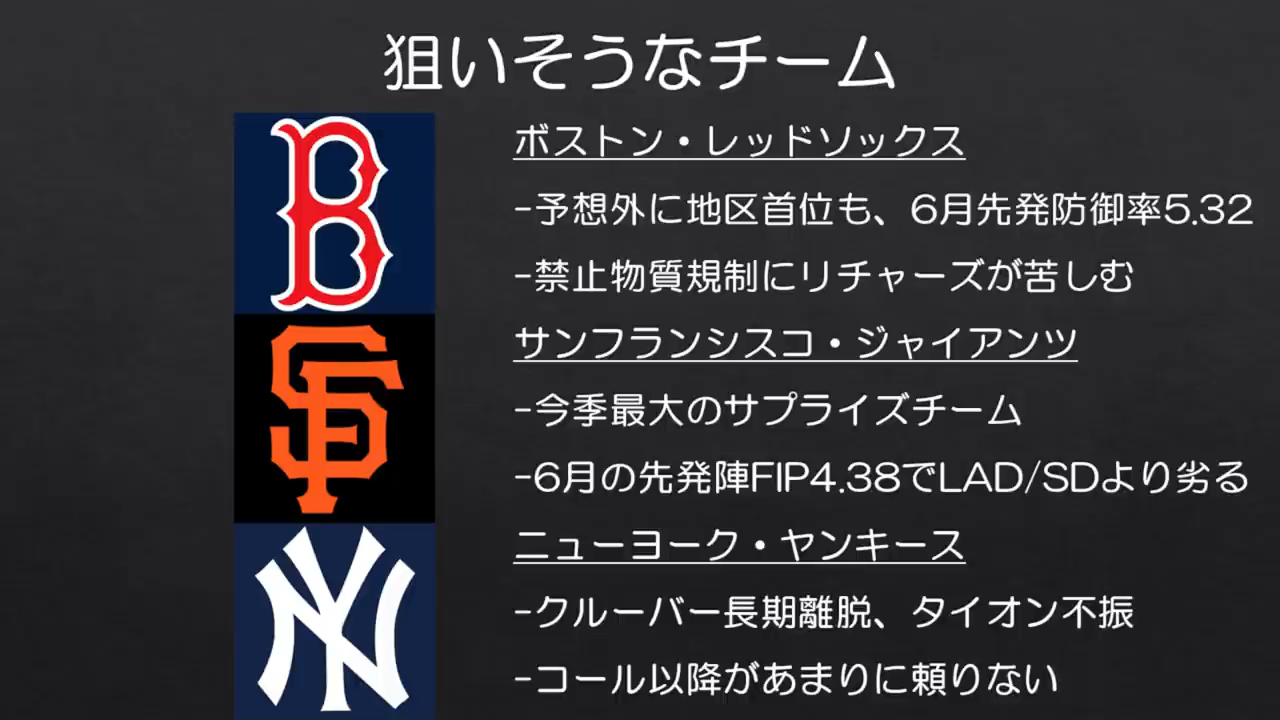 狙いそうなチーム
B
ボストン・レッドソックス
-予想外に地区首位も、6月先発防御率5.32
-禁止物質規制にリチャーズが苦しむ
SF
サンフランシスコ・ジャイアンツ
-今季最大のサプライズチーム
-6月の先発陣FIP4.38でLAD/SDより劣る
NY
ニューヨーク・ヤンキース
-クルーバー長期離脱、タイオン不振
-コール以降があまりに頼りない